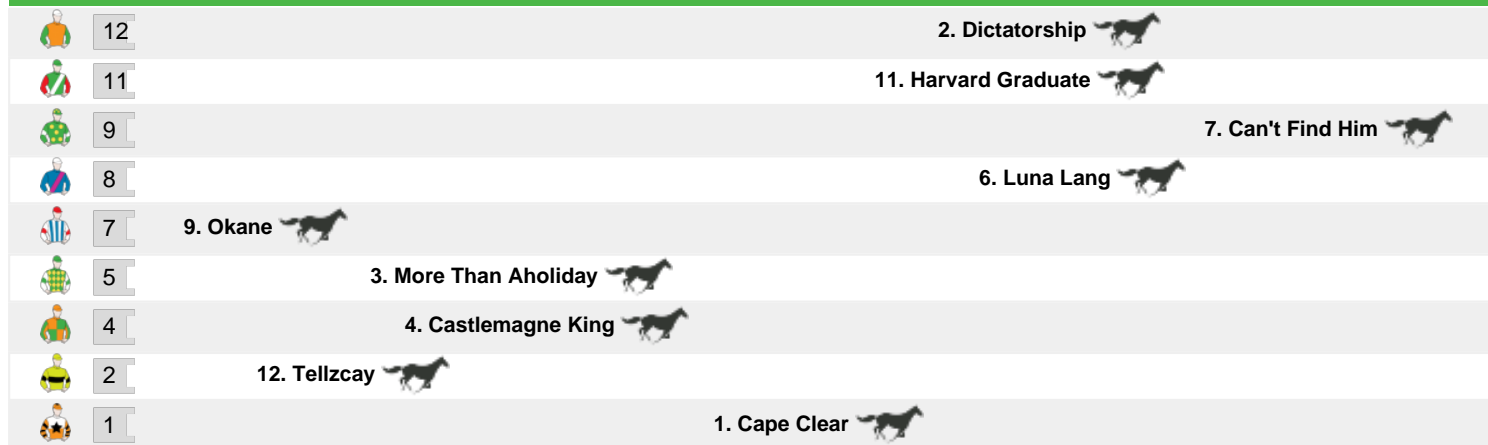 12 2. Dictatorship
11 11. Harvard Graduate
9 7. Can't Find Him
8 6. Luna Lang
7 9. Okane
5 3. More Than Aholiday
4 4. Castlemagne King
2 12. Tellzcay
1 1. Cape Clear